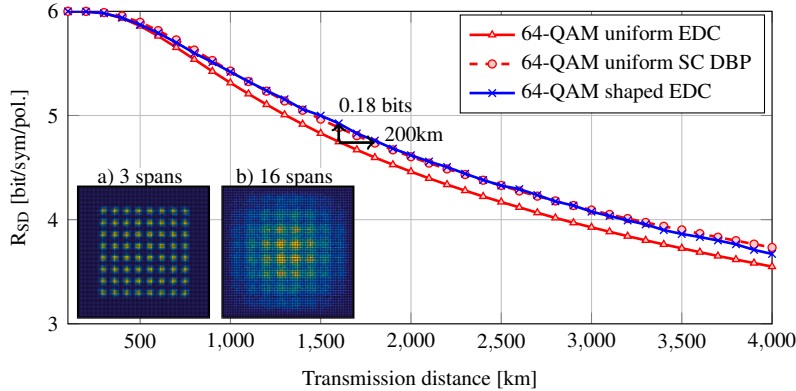 6
5
4
3
R_SD [bit/sym/pol.]
64-QAM uniform EDC
64-QAM uniform SC DBP
64-QAM shaped EDC
0.18 bits
200km
a) 3 spans
b) 16 spans
500
1,000
1,500
2,000
2,500
3,000
3,500
4,000
Transmission distance [km]